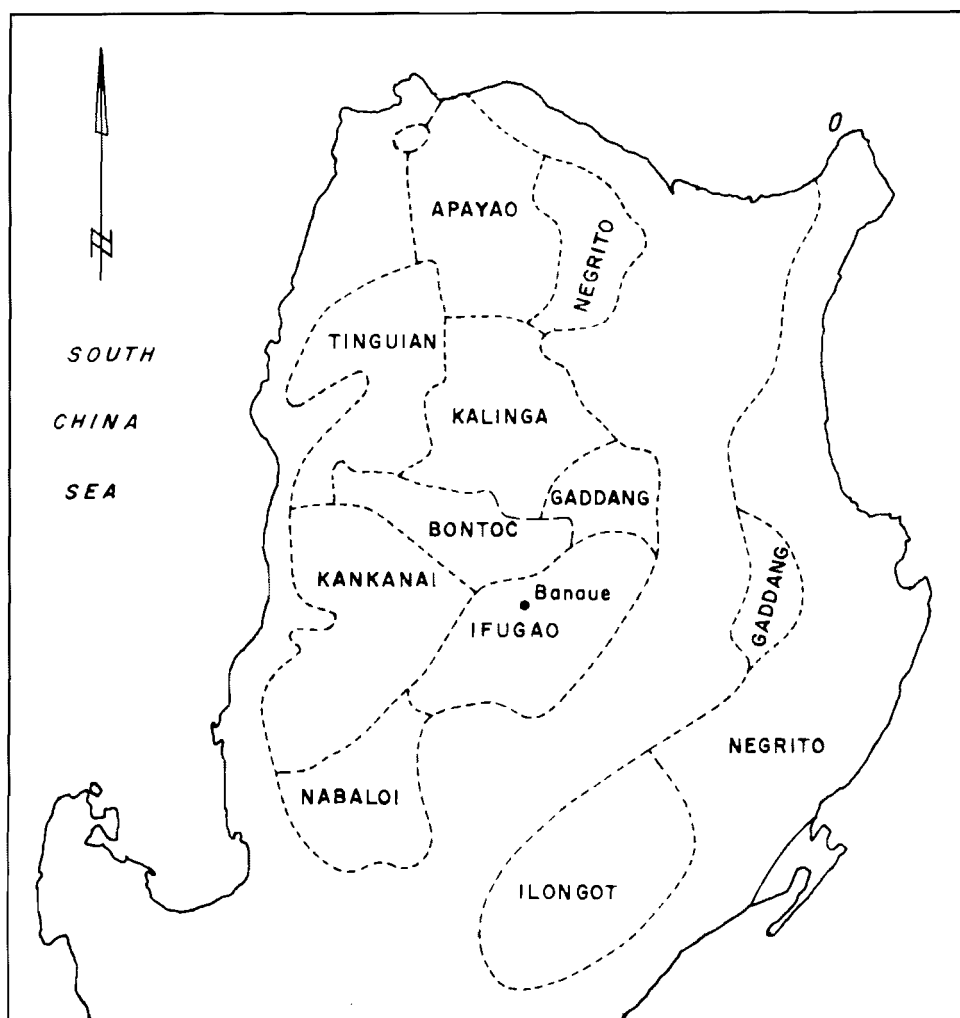 APAYAO
NEGRITO
N
TINGUIAN
SOUTH
CHINA
SEA
KALINGA
GADDANG
BONTOC
KANKANAI
Banaue
IFUGAO
GADDANG
NEGRITO
NABALOI
ILONGOT